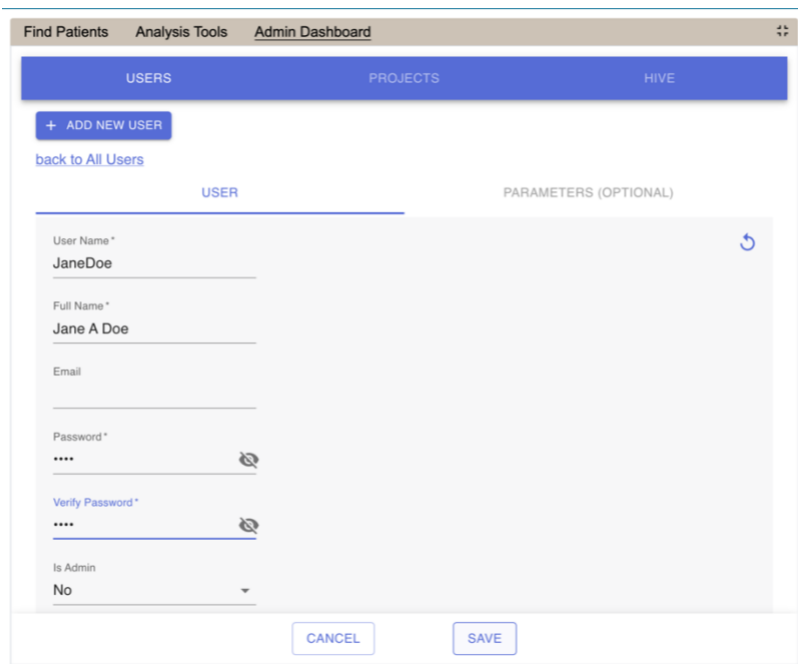 Find Patients Analysis Tools Admin Dashboard
USERS PROJECTS HIVE
+ ADD NEW USER
back to All Users
USER PARAMETERS (OPTIONAL)
User Name *
JaneDoe
Full Name *
Jane A Doe
Email
Password *
••••
Verify Password *
••••
Is Admin
No
CANCEL SAVE